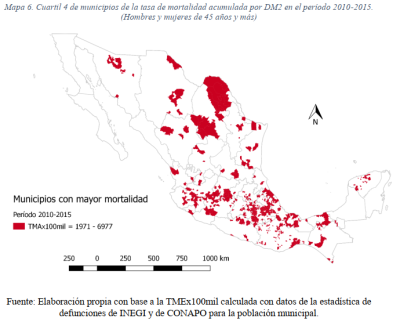 Mapa 6. Cuartil 4 de municipios de la tasa de mortalidad acumulada por DM2 en el período 2010-2015.
(Hombres y mujeres de 45 años y más)
N
Municipios con mayor mortalidad
Período 2010-2015
TMAx100mil = 1971 - 6977
250 0 250 500 750 1000 km
Fuente: Elaboración propia con base a la TMEx100mil calculada con datos de la estadística de
defunciones de INEGI y de CONAPO para la población municipal.